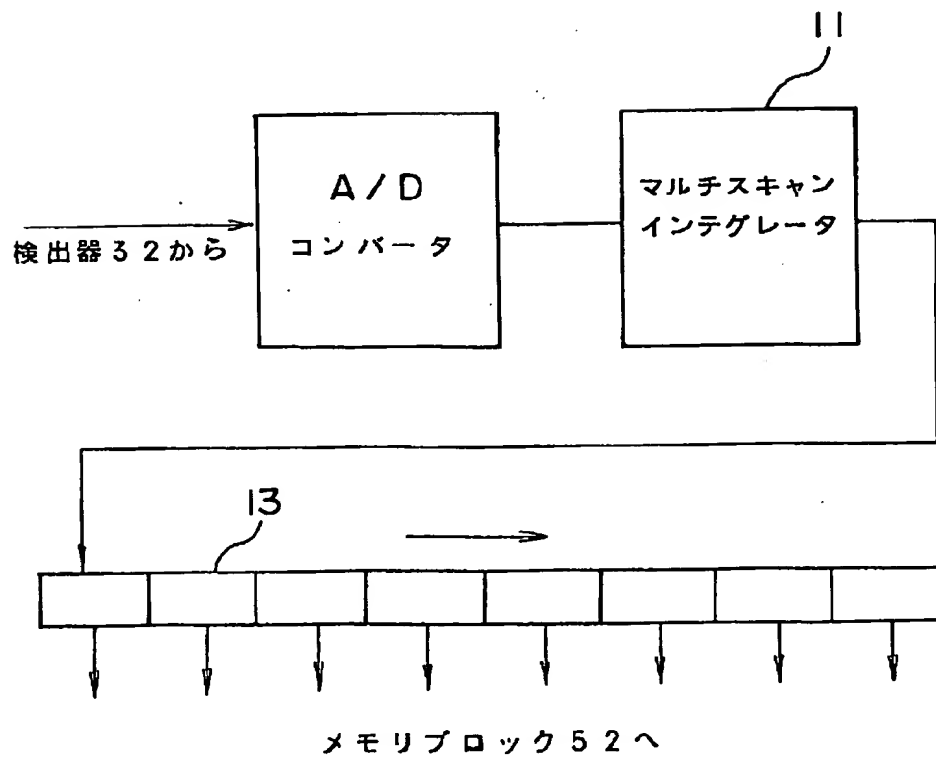 11
A/D
コンバータ
マルチスキャン
インテグレータ
検出器32から
13
メモリブロック52へ